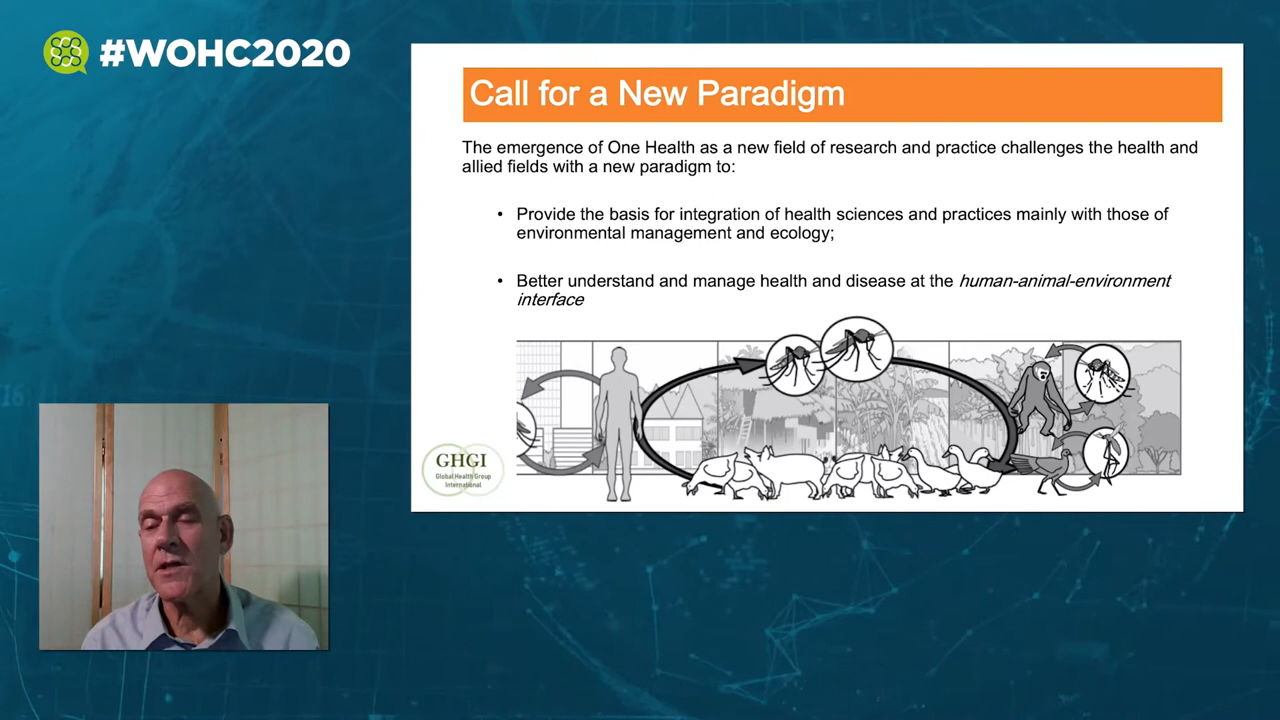 #WOHC2020
Call for a New Paradigm
The emergence of One Health as a new field of research and practice challenges the health and
allied fields with a new paradigm to:
• Provide the basis for integration of health sciences and practices mainly with those of
environmental management and ecology;
• Better understand and manage health and disease at the human-animal-environment
interface
GHGI
Global Health Group
International